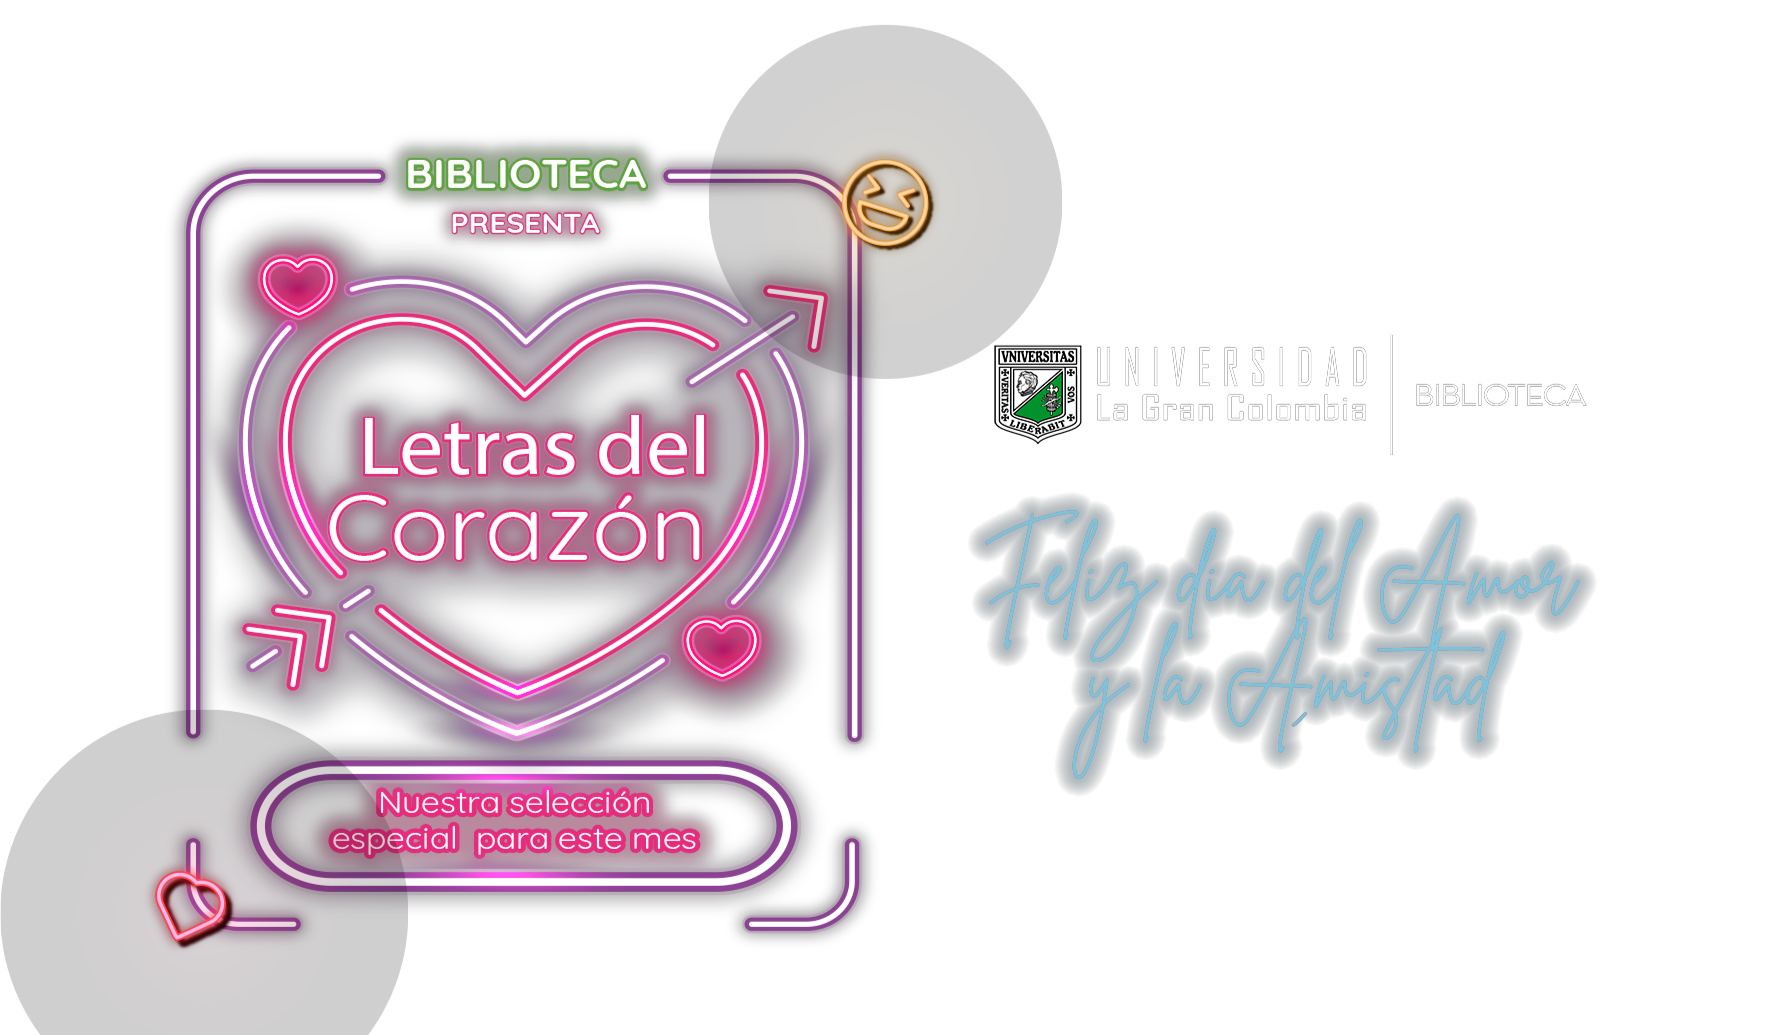 BIBLIOTECA
PRESENTA
Letras del
Corazón
Nuestra selección
especial para este mes
VNIVERSITAS
VERITAS
VOS
LIBERABIT
UNIVERSIDAD
La Gran Colombia
BIBLIOTECA
Feliz dia del Amor
y la Amistad